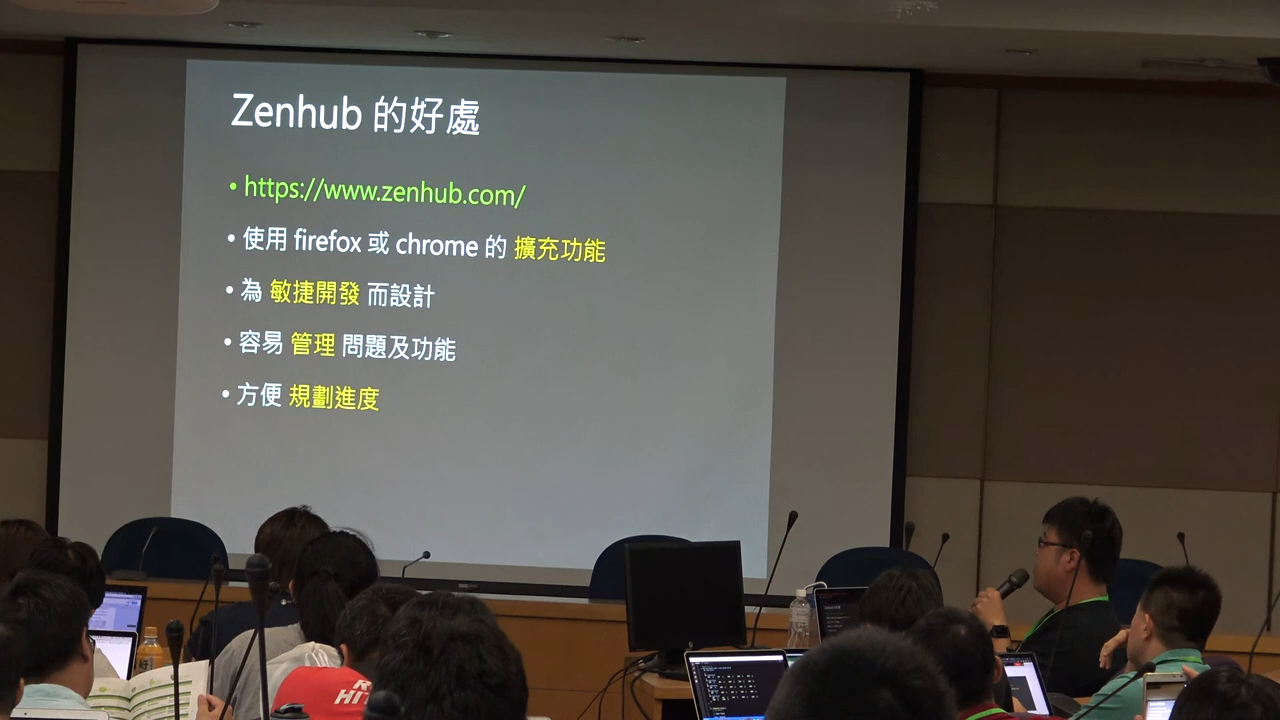 Zenhub 的好處
• https://www.zenhub.com/
• 使用 firefox 或 chrome 的 擴充功能
• 為 敏捷開發 而設計
• 容易 管理 問題及功能
• 方便 規劃進度